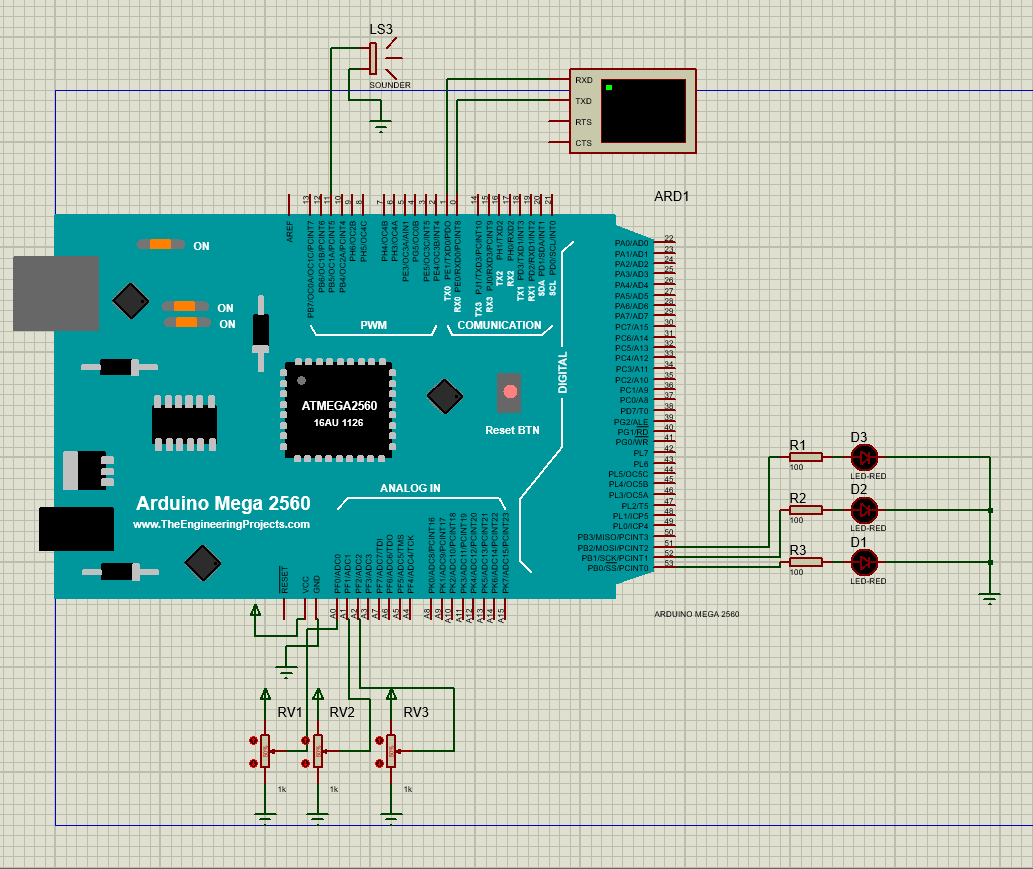 LS3
SOUNDER
RXD
TXD
RTS
CTS
ARD1
13
12
11
10
9
8
7
6
5
4
3
2
1
0
14
15
16
17
18
19
20
21
AREF
PB7/OC0A/OC1C/PCINT7
PB6/OC1B/PCINT6
PB5/OC1A/PCINT5
PB4/OC2A/PCINT4
PH6/OC2B
PH5/OC4C
PH4/OC4B
PH3/OC4A
PE3/OC3A/AIN1
PG5/OC0B
PE5/OC3C/INT5
PE4/OC3B/INT4
PE1/TXD0/PDO
PE0/RXD0/PCINT8
PJ1/TXD3/PCINT10
PJ0/RXD3/PCINT9
PH1/TXD2
PH0/RXD2
PD3/TXD1/INT3
PD2/RXD1/INT2
PD1/SDA/INT1
PD0/SCL/INT0
TX0
RX0
TX3
RX3
TX2
RX2
TX1
RX1
SDA
SCL
ON
ON
ON
PWM
COMUNICATION
DIGITAL
PA0/AD0 22
PA1/AD1 23
PA2/AD2 24
PA3/AD3 25
PA4/AD4 26
PA5/AD5 27
PA6/AD6 28
PA7/AD7 29
PC7/A15 30
PC6/A14 31
PC5/A13 32
PC4/A12 33
PC3/A11 34
PC2/A10 35
PC1/A9 36
PC0/A8 37
PD7/T0 38
PG2/ALE 39
PG1/RD 40
PG0/WR 41
PL7 42
PL6 43
PL5/OC5C 44
PL4/OC5B 45
PL3/OC5A 46
PL2/T5 47
PL1/ICP5 48
PL0/ICP4 49
PB3/MISO/PCINT3 50
PB2/MOSI/PCINT2 51
PB1/SCK/PCINT1 52
PB0/SS/PCINT0 53
ATMEGA2560
16AU 1126
Reset BTN
R1
100
D3
LED-RED
R2
100
D2
LED-RED
R3
100
D1
LED-RED
Arduino Mega 2560
www.TheEngineeringProjects.com
ANALOG IN
RESET
VCC
GND
PF0/ADC0
PF1/ADC1
PF2/ADC2
PF3/ADC3
PF7/ADC7/TDI
PF6/ADC6/TDO
PF5/ADC5/TMS
PF4/ADC4/TCK
PK0/ADC8/PCINT16
PK1/ADC9/PCINT17
PK2/ADC10/PCINT18
PK3/ADC11/PCINT19
PK4/ADC12/PCINT20
PK5/ADC13/PCINT21
PK6/ADC14/PCINT22
PK7/ADC15/PCINT23
A0
A1
A2
A3
A7
A6
A5
A4
A8
A9
A10
A11
A12
A13
A14
A15
ARDUINO MEGA 2560
RV1
RV2
RV3
1k
1k
1k